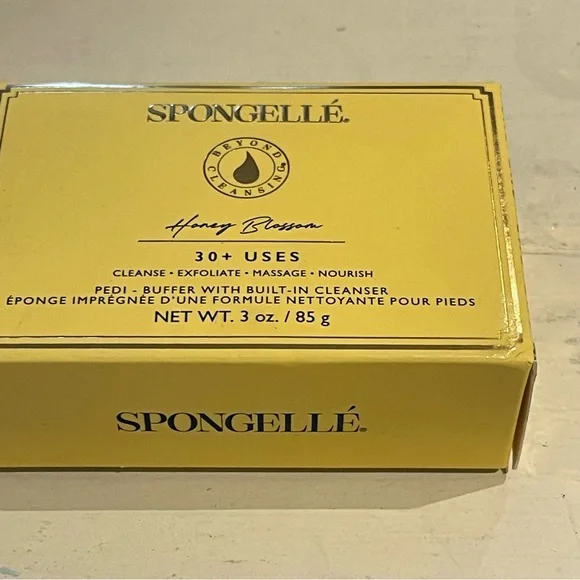 SPONGELLÉ®
BEYOND CLEANSING®
Honey Blossom
30+ USES
CLEANSE • EXFOLIATE • MASSAGE • NOURISH
PEDI - BUFFER WITH BUILT-IN CLEANSER
ÉPONGE IMPRÉGNÉE D'UNE FORMULE NETTOYANTE POUR PIEDS
NET WT. 3 oz. / 85 g
SPONGELLÉ®